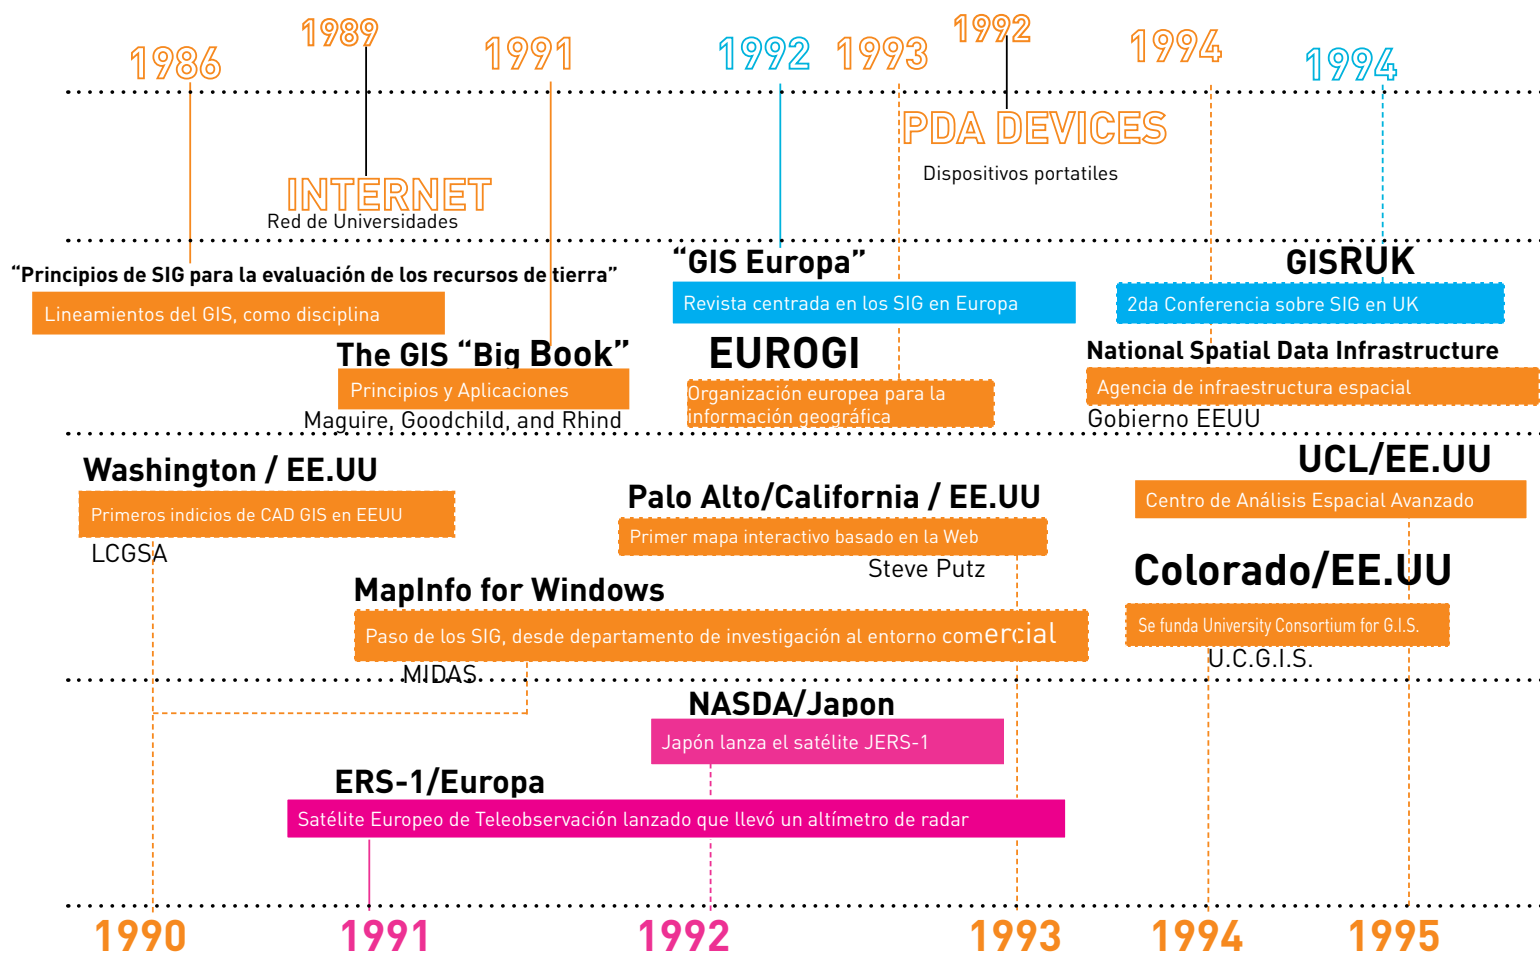 1986
1989
1991
1992
1993
1992
1994
1994
PDA DEVICES
Dispositivos portatiles
INTERNET
Red de Universidades
“Principios de SIG para la evaluación de los recursos de tierra”
Lineamientos del GIS, como disciplina
“GIS Europa”
Revista centrada en los SIG en Europa
GISRUK
2da Conferencia sobre SIG en UK
The GIS “Big Book”
Principios y Aplicaciones
Maguire, Goodchild, and Rhind
EUROGI
Organización europea para la
información geográfica
National Spatial Data Infrastructure
Agencia de infraestructura espacial
Gobierno EEUU
Washington / EE.UU
Primeros indicios de CAD GIS en EEUU
LCGSA
Palo Alto/California / EE.UU
Primer mapa interactivo basado en la Web
Steve Putz
UCL/EE.UU
Centro de Análisis Espacial Avanzado
MapInfo for Windows
Paso de los SIG, desde departamento de investigación al entorno comercial
MIDAS
Colorado/EE.UU
Se funda University Consortium for G.I.S.
U.C.G.I.S.
NASDA/Japon
Japón lanza el satélite JERS-1
ERS-1/Europa
Satélite Europeo de Teleobservación lanzado que llevó un altímetro de radar
1990
1991
1992
1993
1994
1995